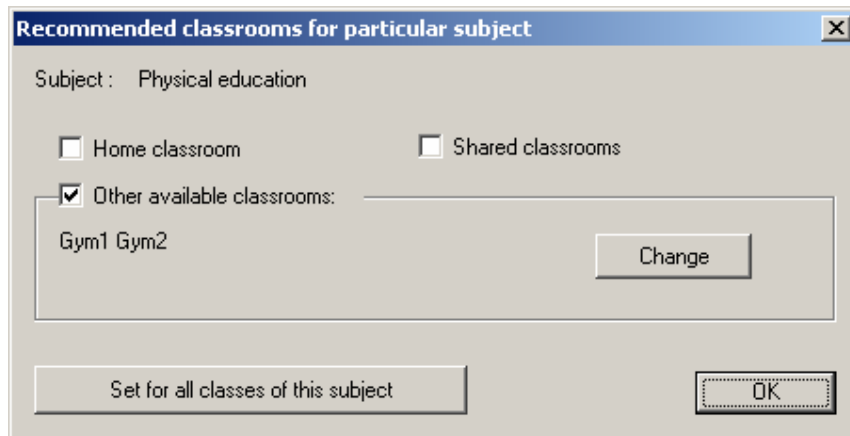 Recommended classrooms for particular subject
Subject : Physical education
Home classroom Shared classrooms
Other available classrooms:
Gym1 Gym2
Change
Set for all classes of this subject OK